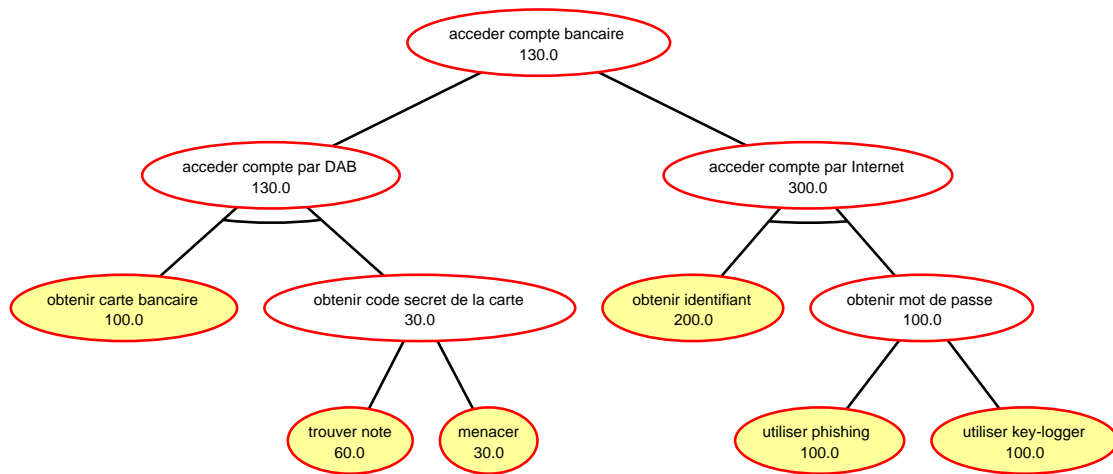 acceder compte bancaire
130.0
acceder compte par DAB
130.0
acceder compte par Internet
300.0
obtenir carte bancaire
100.0
obtenir code secret de la carte
30.0
obtenir identifiant
200.0
obtenir mot de passe
100.0
trouver note
60.0
menacer
30.0
utiliser phishing
100.0
utiliser key-logger
100.0